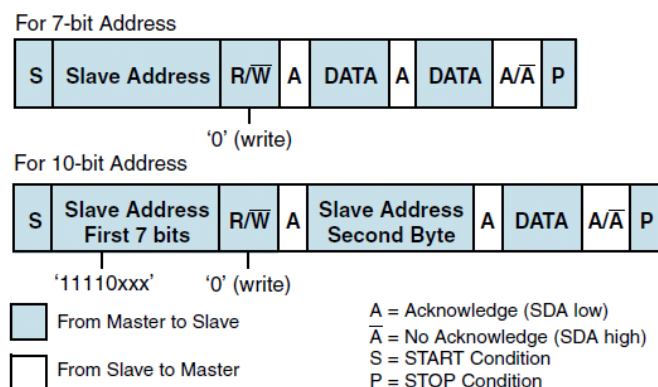 For 7-bit Address
S Slave Address R/W̅ A DATA A DATA A/A̅ P
‘0’ (write)
For 10-bit Address
S Slave Address First 7 bits R/W̅ A Slave Address Second Byte A DATA A/A̅ P
‘11110xxx’ ‘0’ (write)
From Master to Slave
From Slave to Master
A = Acknowledge (SDA low)
A̅ = No Acknowledge (SDA high)
S = START Condition
P = STOP Condition